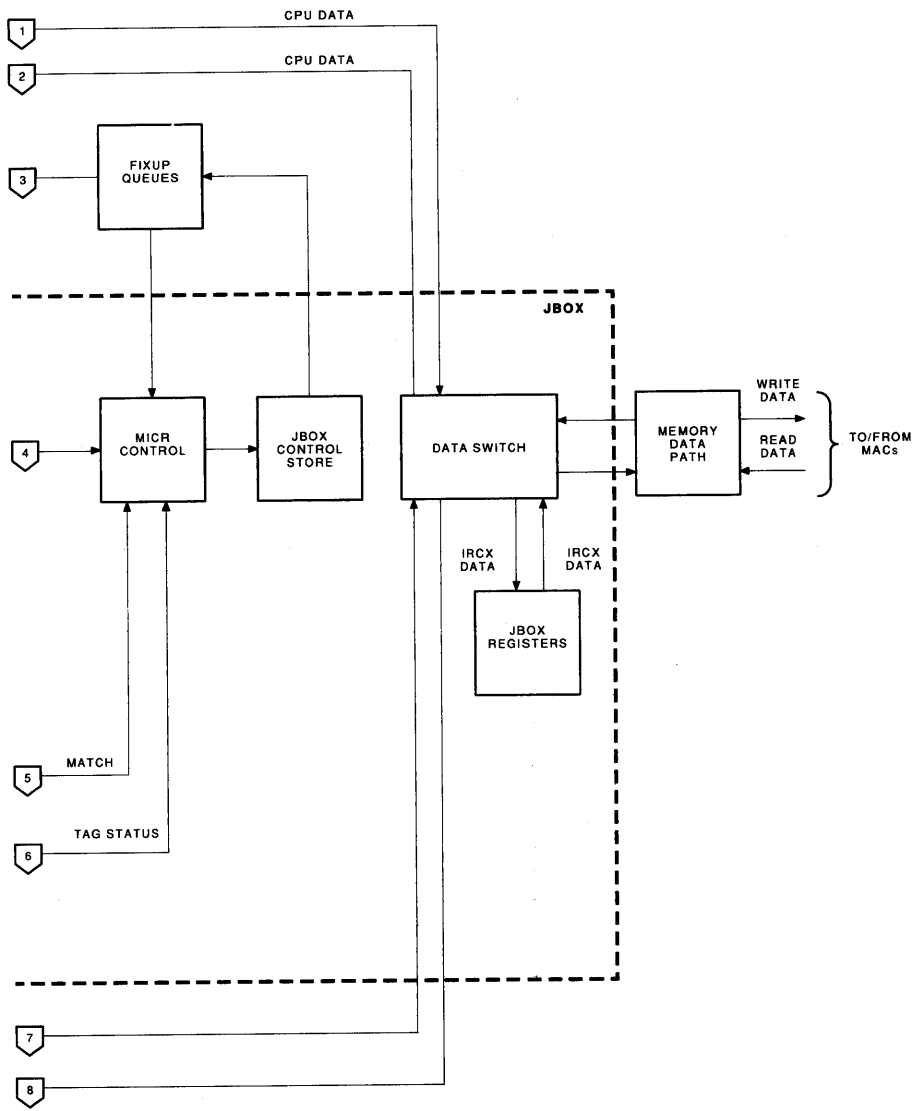 1
CPU DATA
2
CPU DATA
3
FIXUP
QUEUES
JBOX
4
MICR
CONTROL
JBOX
CONTROL
STORE
DATA SWITCH
MEMORY
DATA
PATH
WRITE
DATA
READ
DATA
TO/FROM
MACs
IRCX
DATA
IRCX
DATA
JBOX
REGISTERS
5
MATCH
6
TAG STATUS
7
8